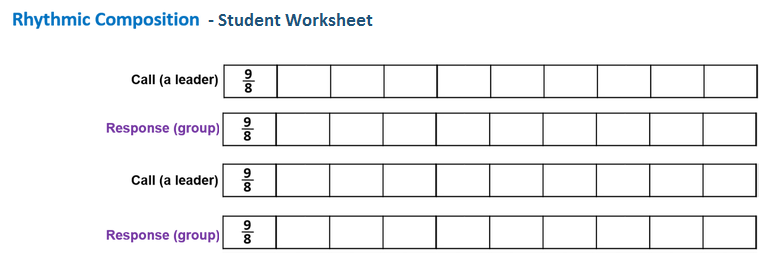 Rhythmic Composition - Student Worksheet
Call (a leader) 9/8
Response (group) 9/8
Call (a leader) 9/8
Response (group) 9/8